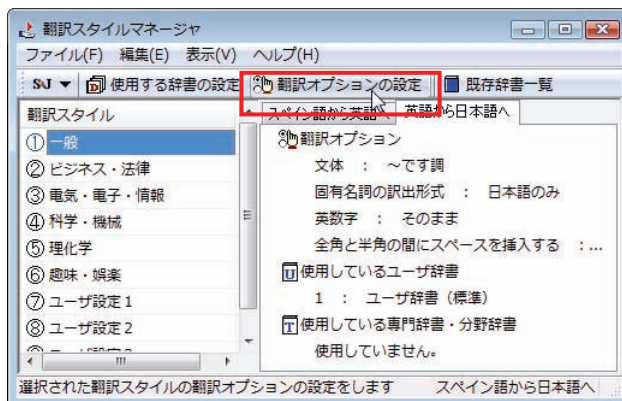 翻訳スタイルマネージャ
ファイル(F) 編集(E) 表示(V) ヘルプ(H)
SNJ 使用する辞書の設定 翻訳オプションの設定 既存辞書一覧
翻訳スタイル
① 一般
② ビジネス・法律
③ 電気・電子・情報
④ 科学・機械
⑤ 理化学
⑥ 趣味・娯楽
⑦ ユーザ設定1
⑧ ユーザ設定2
スペイン語から英語へ 英語から日本語へ
翻訳オプション
文体 : ~です調
固有名詞の訳出形式 : 日本語のみ
英数字 : そのまま
全角と半角の間にスペースを挿入する :...
U 使用しているユーザ辞書
1 : ユーザ辞書（標準）
T 使用している専門辞書・分野辞書
使用していません。
選択された翻訳スタイルの翻訳オプションの設定をします スペイン語から日本語へ